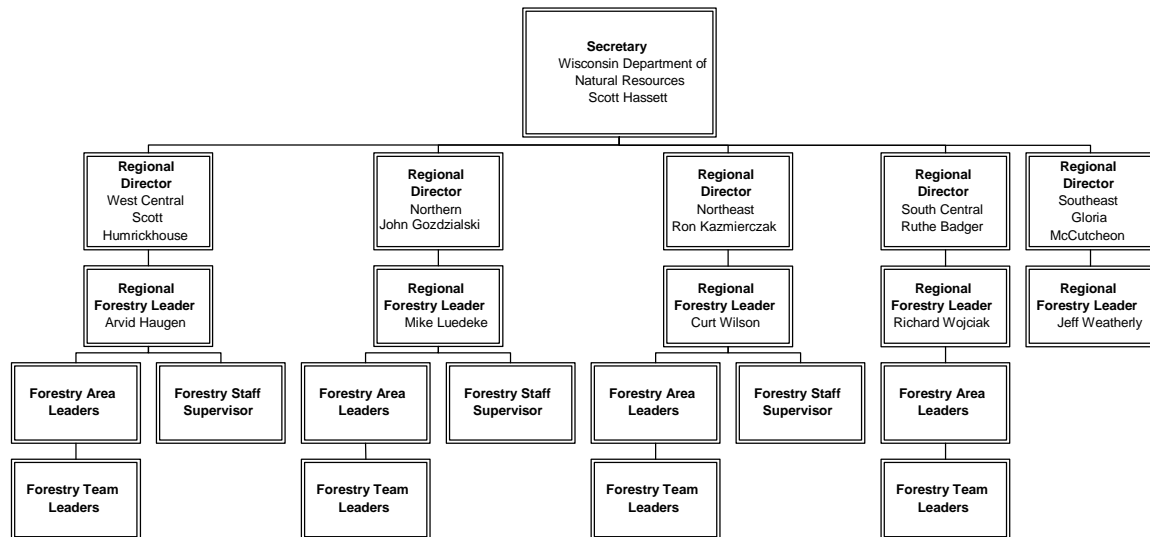 Secretary
Wisconsin Department of
Natural Resources
Scott Hassett
Regional
Director
West Central
Scott
Humrickhouse
Regional
Director
Northern
John Gozdzialski
Regional
Director
Northeast
Ron Kazmierczak
Regional
Director
South Central
Ruthe Badger
Regional
Director
Southeast
Gloria
McCutcheon
Regional
Forestry Leader
Arvid Haugen
Regional
Forestry Leader
Mike Luedeke
Regional
Forestry Leader
Curt Wilson
Regional
Forestry Leader
Richard Wojciak
Regional
Forestry Leader
Jeff Weatherly
Forestry Area
Leaders
Forestry Staff
Supervisor
Forestry Area
Leaders
Forestry Staff
Supervisor
Forestry Area
Leaders
Forestry Staff
Supervisor
Forestry Area
Leaders
Forestry Team
Leaders
Forestry Team
Leaders
Forestry Team
Leaders
Forestry Team
Leaders